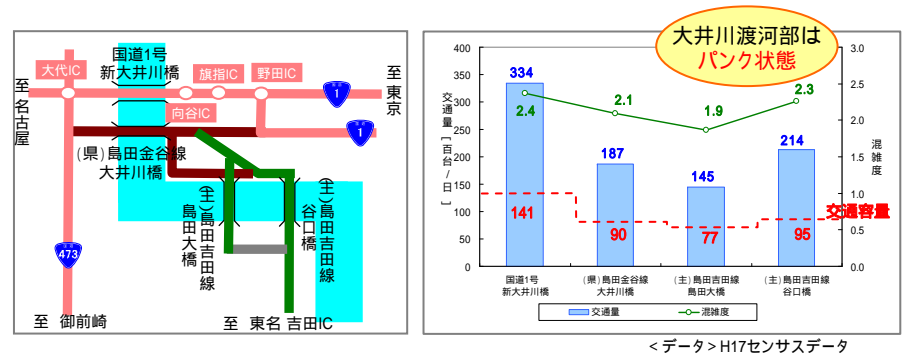 国道1号
新大井川橋
大代IC
旗指IC
野田IC
向谷IC
至 名古屋
至 東京
1
1
(県)島田金谷線
大井川橋
(主)島田吉田線
島田大橋
(主)島田吉田線
谷口橋
473
至 御前崎
至 東名 吉田IC
大井川渡河部は
パンク状態
交通量[百台/日]
混雑度
400
350
300
250
200
150
100
50
0
3.0
2.5
2.0
1.5
1.0
0.5
0.0
334
187
145
214
2.4
2.1
1.9
2.3
141
90
77
95
交通容量
国道1号
新大井川橋
(県)島田金谷線
大井川橋
(主)島田吉田線
島田大橋
(主)島田吉田線
谷口橋
交通量
混雑度
<データ>H17センサスデータ